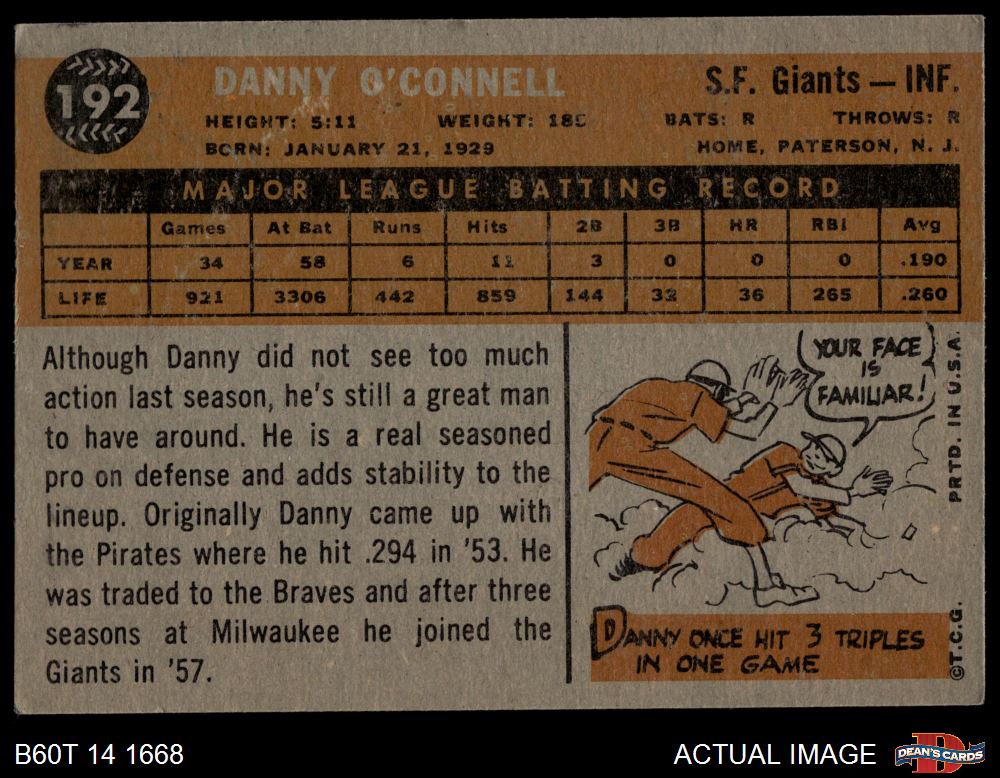 192
DANNY O'CONNELL
S.F. Giants — INF.
HEIGHT: 5:11 WEIGHT: 185 BATS: R THROWS: R
BORN: JANUARY 21, 1929 HOME, PATERSON, N. J.
MAJOR LEAGUE BATTING RECORD
Games At Bat Runs Hits 2B 3B HR RBI Avg
YEAR 34 58 6 11 3 0 0 0 .190
LIFE 921 3306 442 859 144 32 36 265 .260
Although Danny did not see too much
action last season, he's still a great man
to have around. He is a real seasoned
pro on defense and adds stability to the
lineup. Originally Danny came up with
the Pirates where he hit .294 in '53. He
was traded to the Braves and after three
seasons at Milwaukee he joined the
Giants in '57.
YOUR FACE
IS
FAMILIAR!
DANNY ONCE HIT 3 TRIPLES
IN ONE GAME
©T.C.G. PRTD. IN U.S.A.
B60T 14 1668
ACTUAL IMAGE
D
DEAN'S CARDS